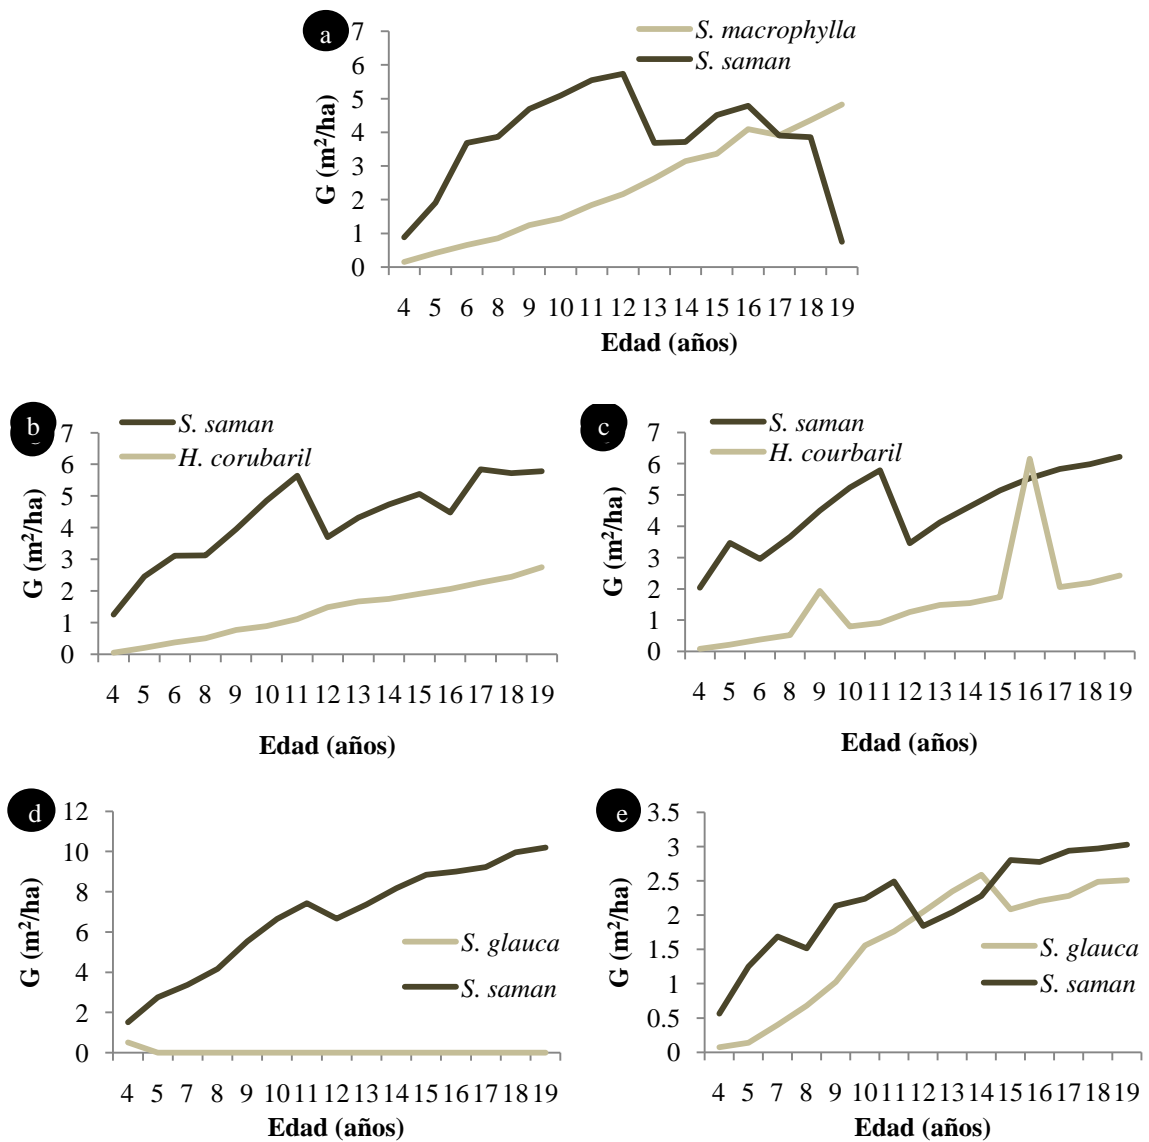 a
S. macrophylla
S. saman
G (m²/ha)
7
6
5
4
3
2
1
0
4 5 6 8 9 10 11 12 13 14 15 16 17 18 19
Edad (años)
b
S. saman
H. corubaril
G (m²/ha)
7
6
5
4
3
2
1
0
4 5 6 8 9 10 11 12 13 14 15 16 17 18 19
Edad (años)
c
S. saman
H. courbaril
G (m²/ha)
7
6
5
4
3
2
1
0
4 5 6 8 9 10 11 12 13 14 15 16 17 18 19
Edad (años)
d
G (m²/ha)
12
10
8
6
4
2
0
S. glauca
S. saman
4 5 7 8 9 10 11 12 13 14 15 16 17 18 19
Edad (años)
e
G (m²/ha)
3.5
3
2.5
2
1.5
1
0.5
0
S. glauca
S. saman
4 5 7 8 9 10 11 12 13 14 15 16 17 18 19
Edad (años)